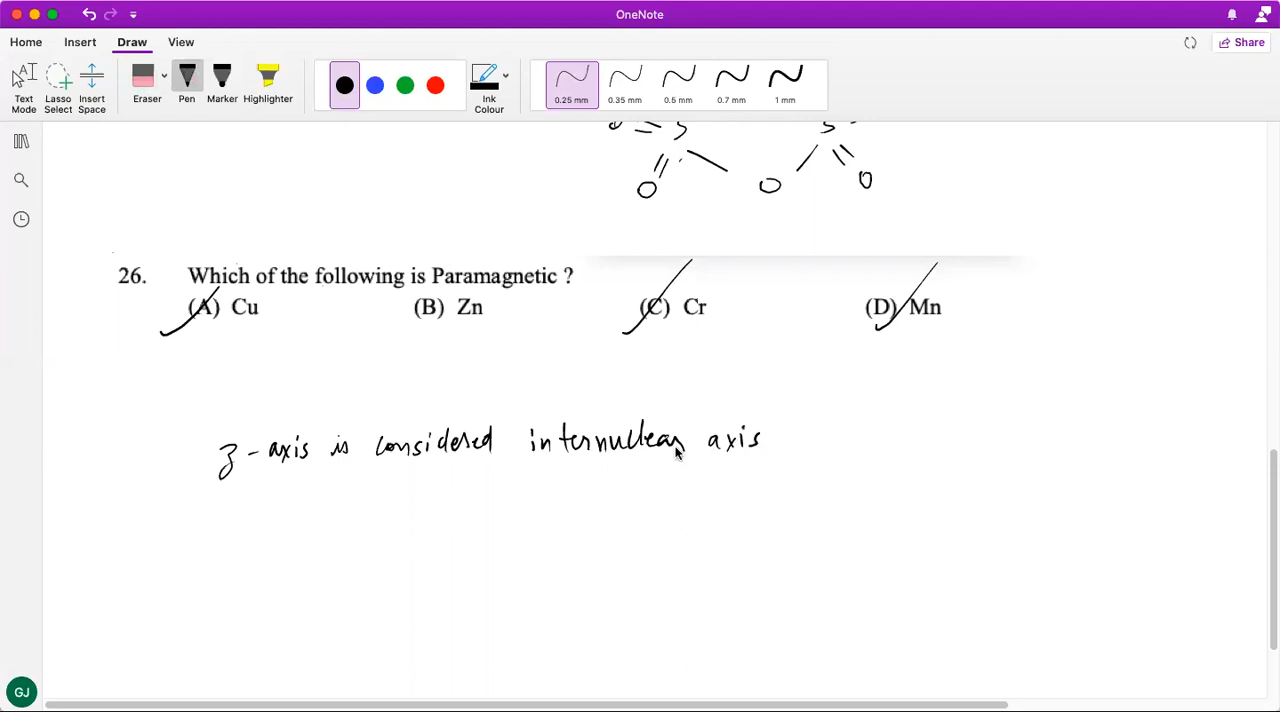 OneNote
Home Insert Draw View Share
Text Mode Lasso Select Insert Space Eraser Pen Marker Highlighter Ink Colour 0.25 mm 0.35 mm 0.5 mm 0.7 mm 1 mm
O S S
O O O
26. Which of the following is Paramagnetic ?
(A) Cu (B) Zn (C) Cr (D) Mn
z-axis is considered internuclear axis
GJ